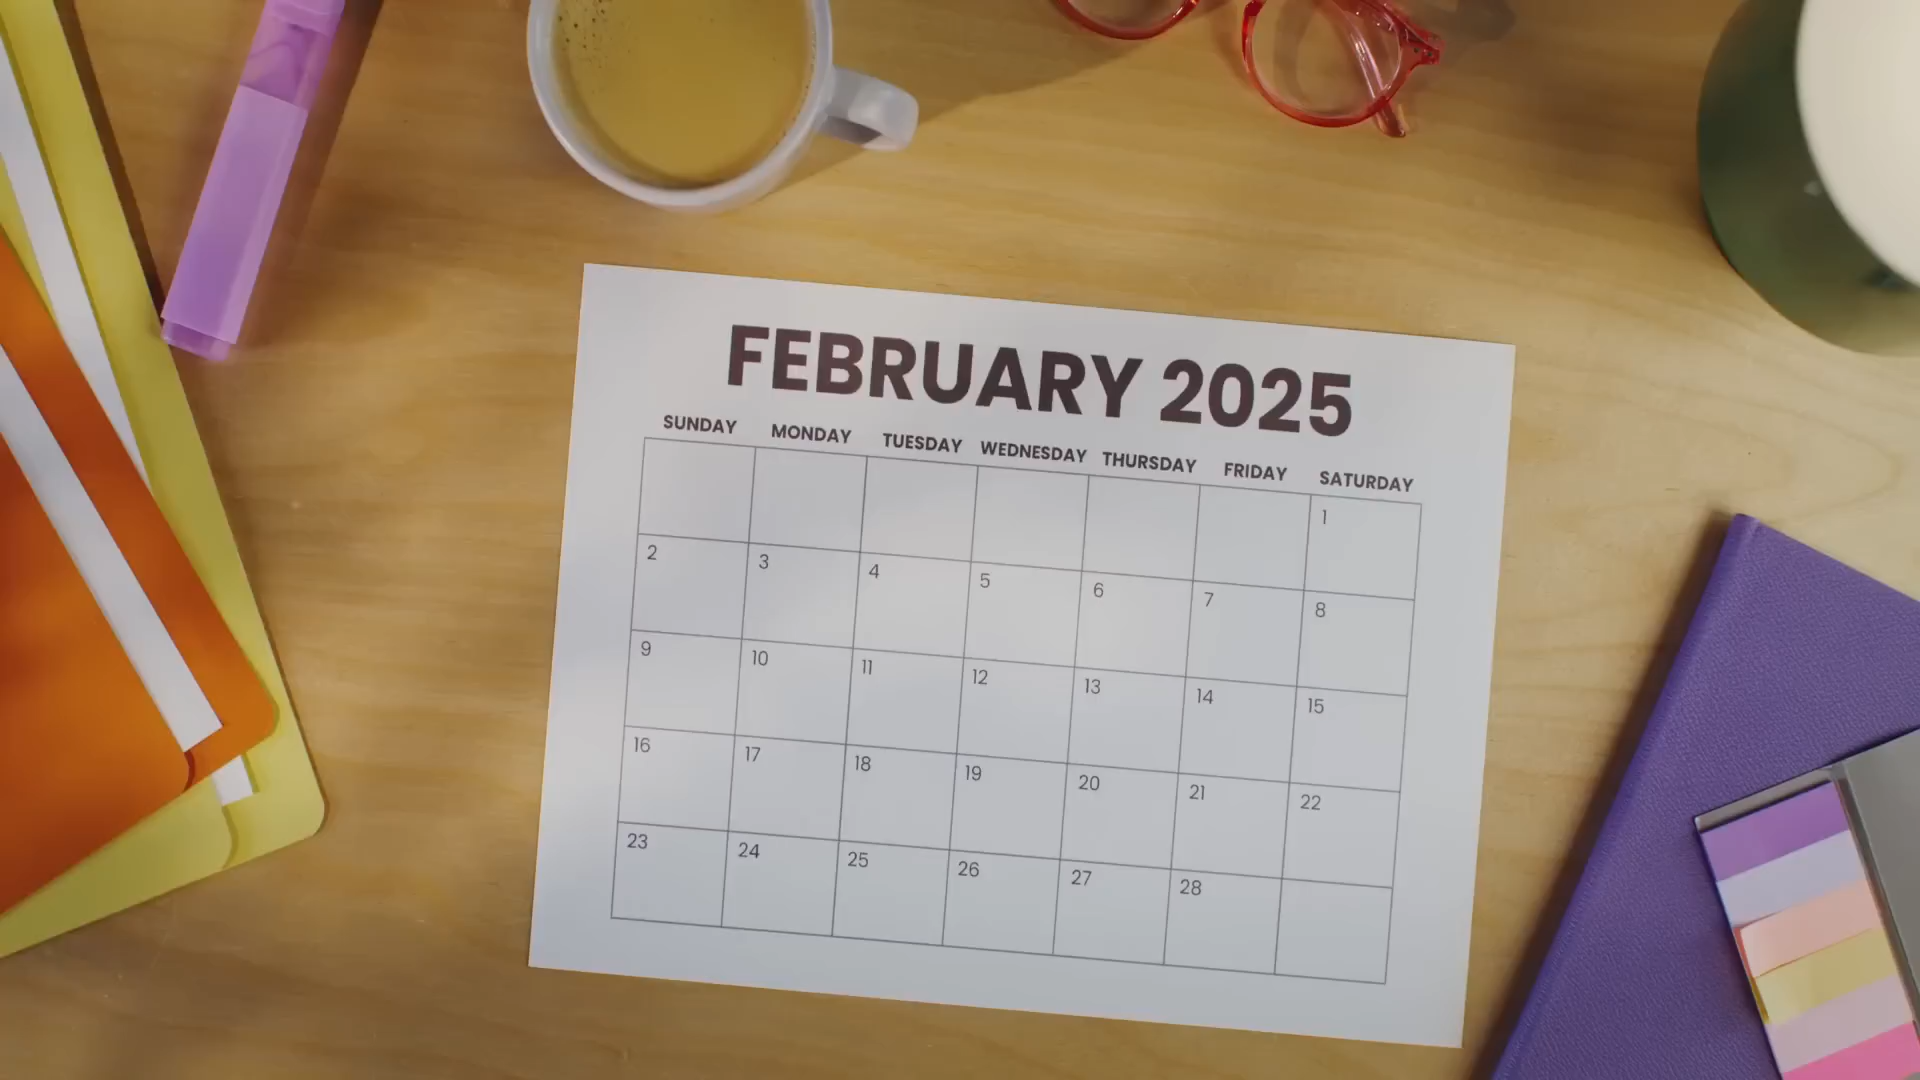 FEBRUARY 2025
SUNDAY MONDAY TUESDAY WEDNESDAY THURSDAY FRIDAY SATURDAY
1
2 3 4 5 6 7 8
9 10 11 12 13 14 15
16 17 18 19 20 21 22
23 24 25 26 27 28